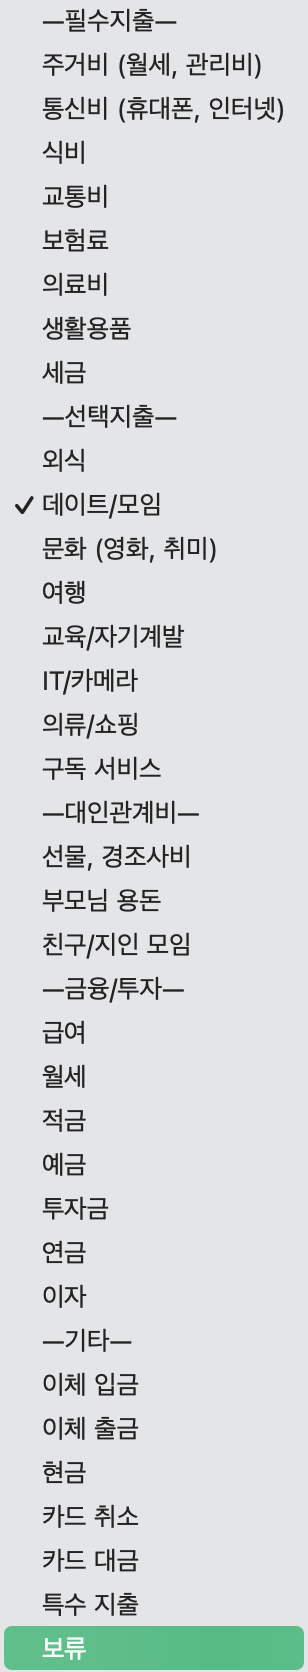 —필수지출—
주거비 (월세, 관리비)
통신비 (휴대폰, 인터넷)
식비
교통비
보험료
의료비
생활용품
세금
—선택지출—
외식
✓ 데이트/모임
문화 (영화, 취미)
여행
교육/자기계발
IT/카메라
의류/쇼핑
구독 서비스
—대인관계비—
선물, 경조사비
부모님 용돈
친구/지인 모임
—금융/투자—
급여
월세
적금
예금
투자금
연금
이자
—기타—
이체 입금
이체 출금
현금
카드 취소
카드 대금
특수 지출
보류